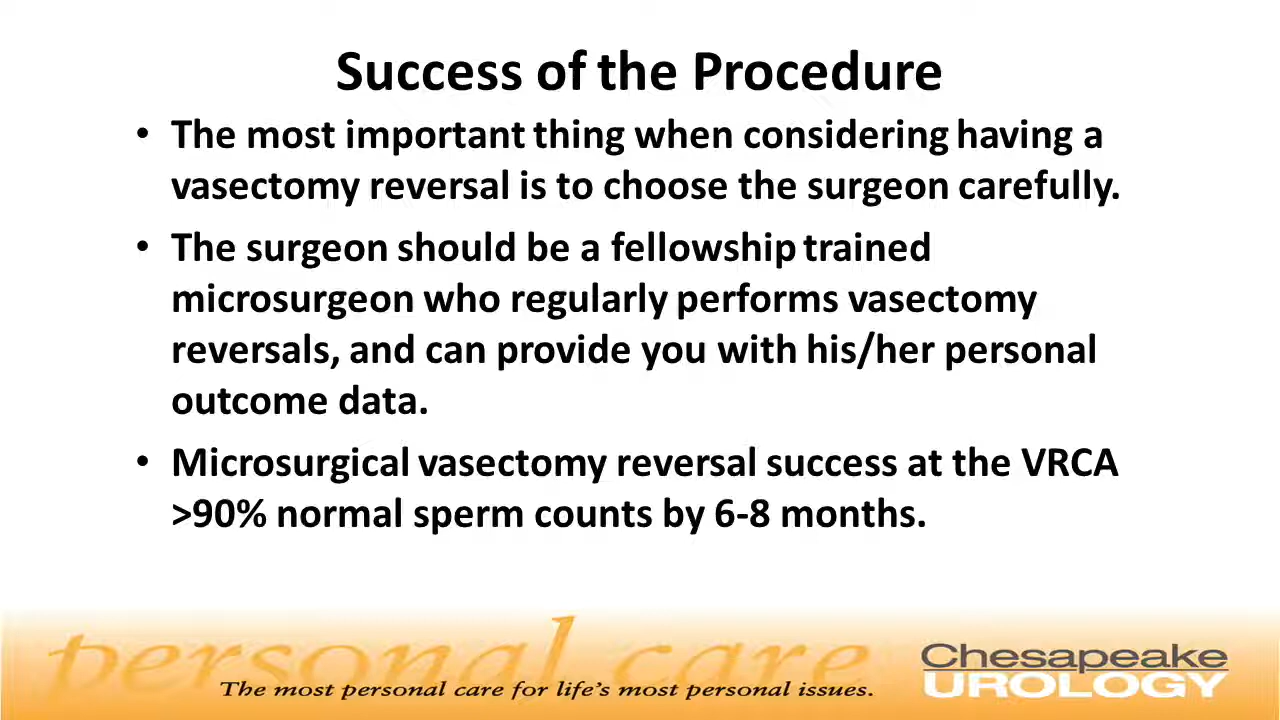 Success of the Procedure
• The most important thing when considering having a
vasectomy reversal is to choose the surgeon carefully.
• The surgeon should be a fellowship trained
microsurgeon who regularly performs vasectomy
reversals, and can provide you with his/her personal
outcome data.
• Microsurgical vasectomy reversal success at the VRCA
>90% normal sperm counts by 6-8 months.
personal care
The most personal care for life's most personal issues.
Chesapeake
UROLOGY